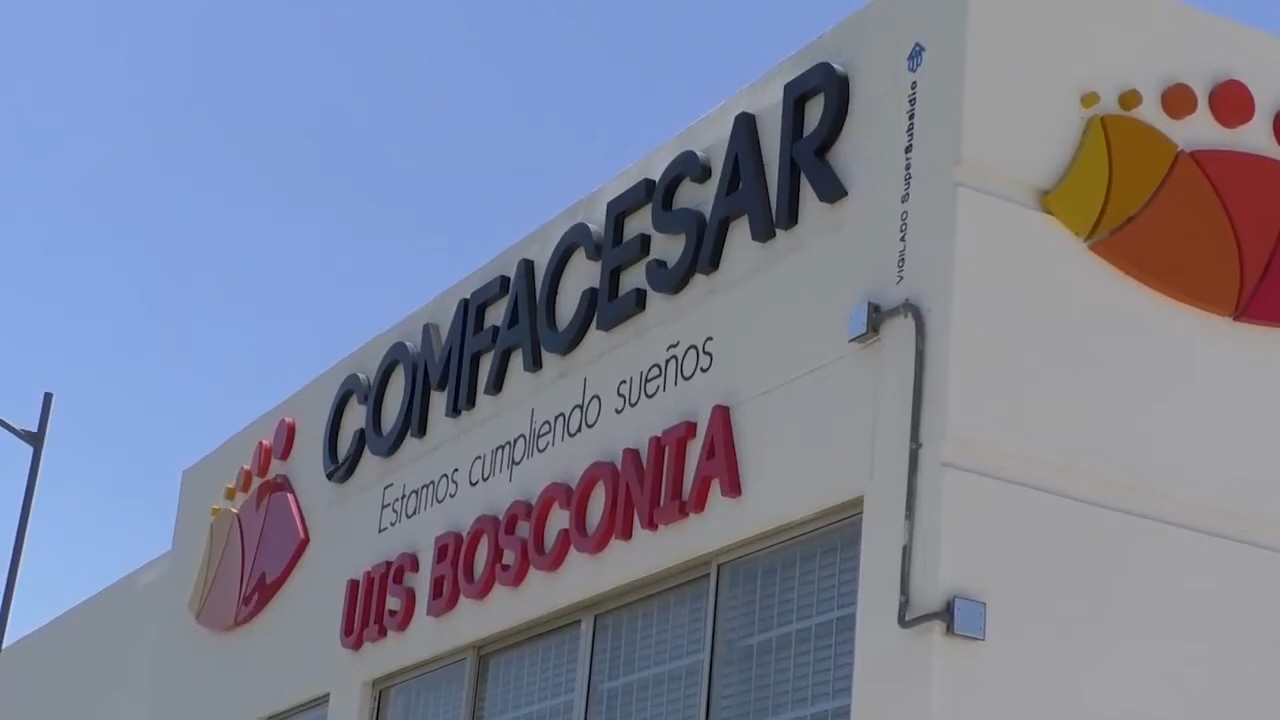 COMFACESAR
Estamos cumpliendo sueños
UIS BOSCONIA
VIGILADO SuperSubsidio